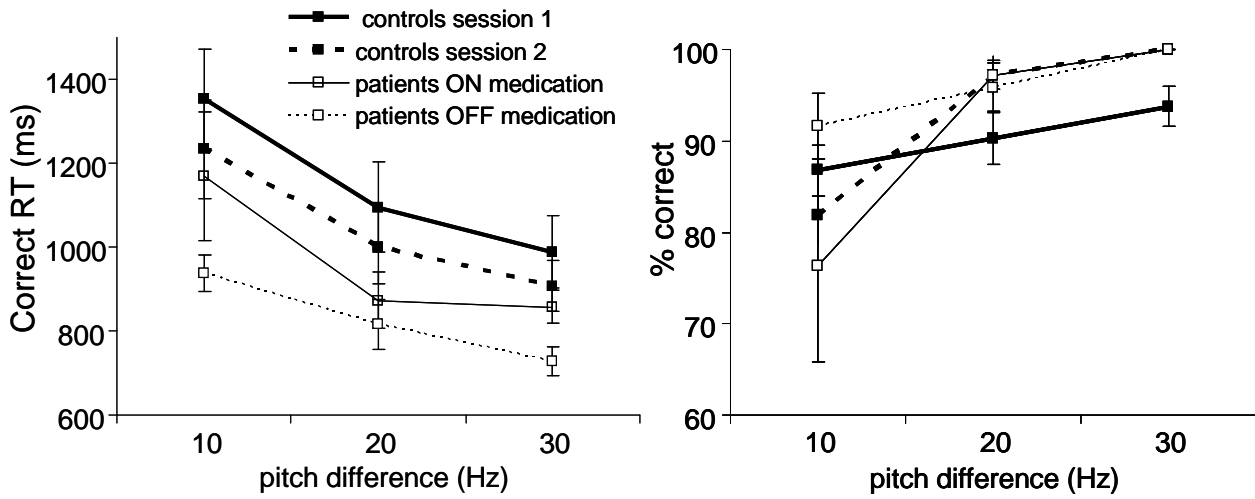 controls session 1
controls session 2
patients ON medication
patients OFF medication
Correct RT (ms)
1400
1200
1000
800
600
10 20 30
pitch difference (Hz)
% correct
100
90
80
70
60
10 20 30
pitch difference (Hz)